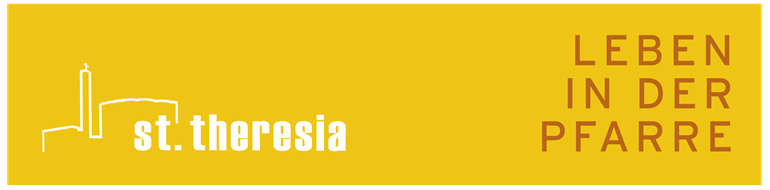 st. theresia
LEBEN
IN DER
PFARRE